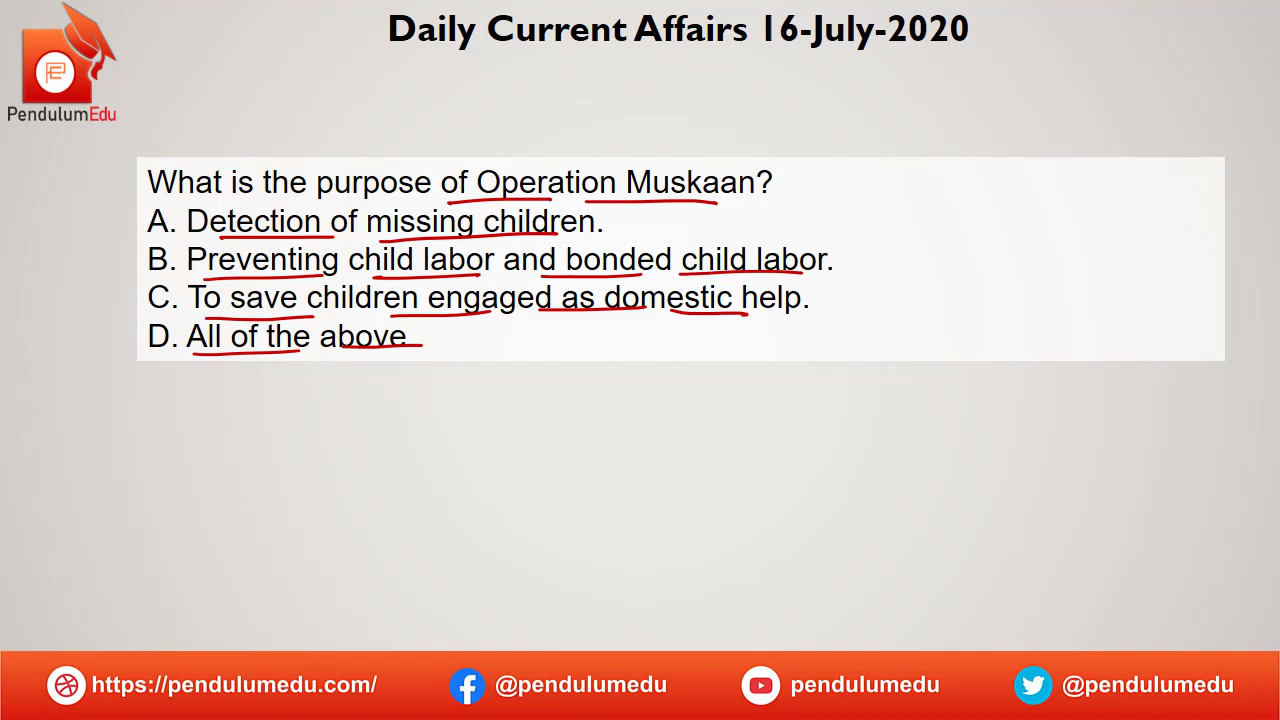 Daily Current Affairs 16-July-2020
PendulumEdu
What is the purpose of Operation Muskaan?
A. Detection of missing children.
B. Preventing child labor and bonded child labor.
C. To save children engaged as domestic help.
D. All of the above
https://pendulumedu.com/
@pendulumedu
pendulumedu
@pendulumedu